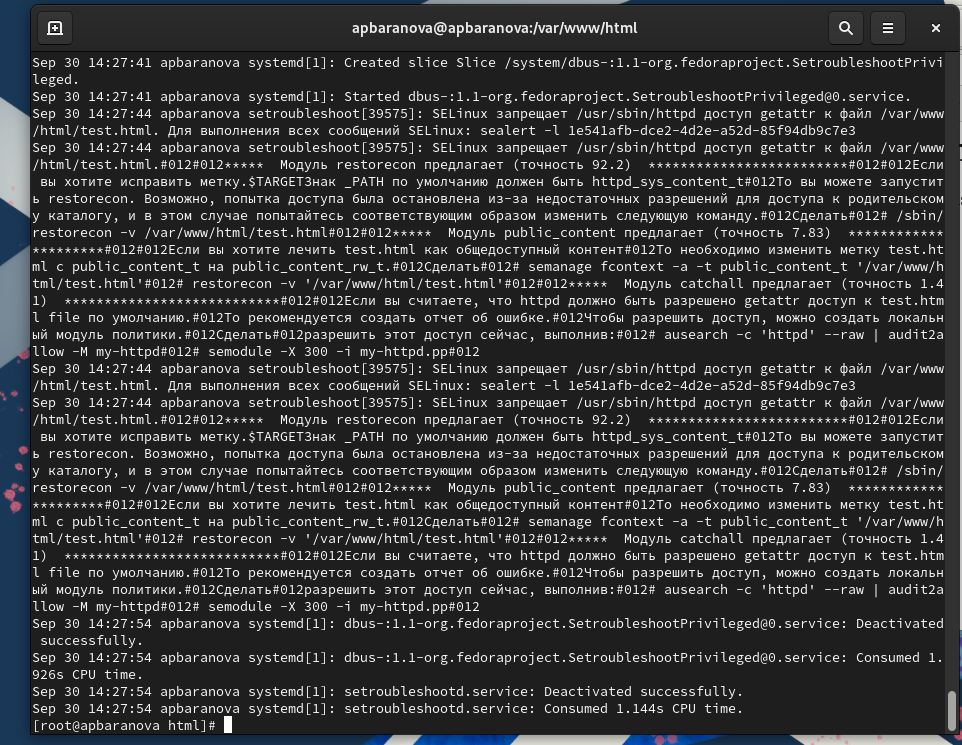 apbaranova@apbaranova:/var/www/html
Sep 30 14:27:41 apbaranova systemd[1]: Created slice Slice /system/dbus-:1.1-org.fedoraproject.SetroubleshootPrivi
leged.
Sep 30 14:27:41 apbaranova systemd[1]: Started dbus-:1.1-org.fedoraproject.SetroubleshootPrivileged@0.service.
Sep 30 14:27:44 apbaranova setroubleshoot[39575]: SELinux запрещает /usr/sbin/httpd доступ getattr к файл /var/www
/html/test.html. Для выполнения всех сообщений SELinux: sealert -l 1e541afb-dce2-4d2e-a52d-85f94db9c7e3
Sep 30 14:27:44 apbaranova setroubleshoot[39575]: SELinux запрещает /usr/sbin/httpd доступ getattr к файл /var/www
/html/test.html.#012#012*****  Модуль restorecon предлагает (точность 92.2)  *************************#012#012Если
 вы хотите исправить метку.$TARGETЗнак _PATH по умолчанию должен быть httpd_sys_content_t#012То вы можете запустит
ь restorecon. Возможно, попытка доступа была остановлена из-за недостаточных разрешений для доступа к родительском
у каталогу, и в этом случае попытайтесь соответствующим образом изменить следующую команду.#012Сделать#012# /sbin/
restorecon -v /var/www/html/test.html#012#012*****  Модуль public_content предлагает (точность 7.83)  ************
*********#012#012Если вы хотите лечить test.html как общедоступный контент#012То необходимо изменить метку test.ht
ml с public_content_t на public_content_rw_t.#012Сделать#012# semanage fcontext -a -t public_content_t '/var/www/h
tml/test.html'#012# restorecon -v '/var/www/html/test.html'#012#012*****  Модуль catchall предлагает (точность 1.4
1)  ***************************#012#012Если вы считаете, что httpd должно быть разрешено getattr доступ к test.htm
l file по умолчанию.#012То рекомендуется создать отчет об ошибке.#012Чтобы разрешить доступ, можно создать локальн
ый модуль политики.#012Сделать#012разрешить этот доступ сейчас, выполнив:#012# ausearch -c 'httpd' --raw | audit2a
llow -M my-httpd#012# semodule -X 300 -i my-httpd.pp#012
Sep 30 14:27:44 apbaranova setroubleshoot[39575]: SELinux запрещает /usr/sbin/httpd доступ getattr к файл /var/www
/html/test.html. Для выполнения всех сообщений SELinux: sealert -l 1e541afb-dce2-4d2e-a52d-85f94db9c7e3
Sep 30 14:27:44 apbaranova setroubleshoot[39575]: SELinux запрещает /usr/sbin/httpd доступ getattr к файл /var/www
/html/test.html.#012#012*****  Модуль restorecon предлагает (точность 92.2)  *************************#012#012Если
 вы хотите исправить метку.$TARGETЗнак _PATH по умолчанию должен быть httpd_sys_content_t#012То вы можете запустит
ь restorecon. Возможно, попытка доступа была остановлена из-за недостаточных разрешений для доступа к родительском
у каталогу, и в этом случае попытайтесь соответствующим образом изменить следующую команду.#012Сделать#012# /sbin/
restorecon -v /var/www/html/test.html#012#012*****  Модуль public_content предлагает (точность 7.83)  ************
*********#012#012Если вы хотите лечить test.html как общедоступный контент#012То необходимо изменить метку test.ht
ml с public_content_t на public_content_rw_t.#012Сделать#012# semanage fcontext -a -t public_content_t '/var/www/h
tml/test.html'#012# restorecon -v '/var/www/html/test.html'#012#012*****  Модуль catchall предлагает (точность 1.4
1)  ***************************#012#012Если вы считаете, что httpd должно быть разрешено getattr доступ к test.htm
l file по умолчанию.#012То рекомендуется создать отчет об ошибке.#012Чтобы разрешить доступ, можно создать локальн
ый модуль политики.#012Сделать#012разрешить этот доступ сейчас, выполнив:#012# ausearch -c 'httpd' --raw | audit2a
llow -M my-httpd#012# semodule -X 300 -i my-httpd.pp#012
Sep 30 14:27:54 apbaranova systemd[1]: dbus-:1.1-org.fedoraproject.SetroubleshootPrivileged@0.service: Deactivated
 successfully.
Sep 30 14:27:54 apbaranova systemd[1]: dbus-:1.1-org.fedoraproject.SetroubleshootPrivileged@0.service: Consumed 1.
926s CPU time.
Sep 30 14:27:54 apbaranova systemd[1]: setroubleshootd.service: Deactivated successfully.
Sep 30 14:27:54 apbaranova systemd[1]: setroubleshootd.service: Consumed 1.144s CPU time.
[root@apbaranova html]#